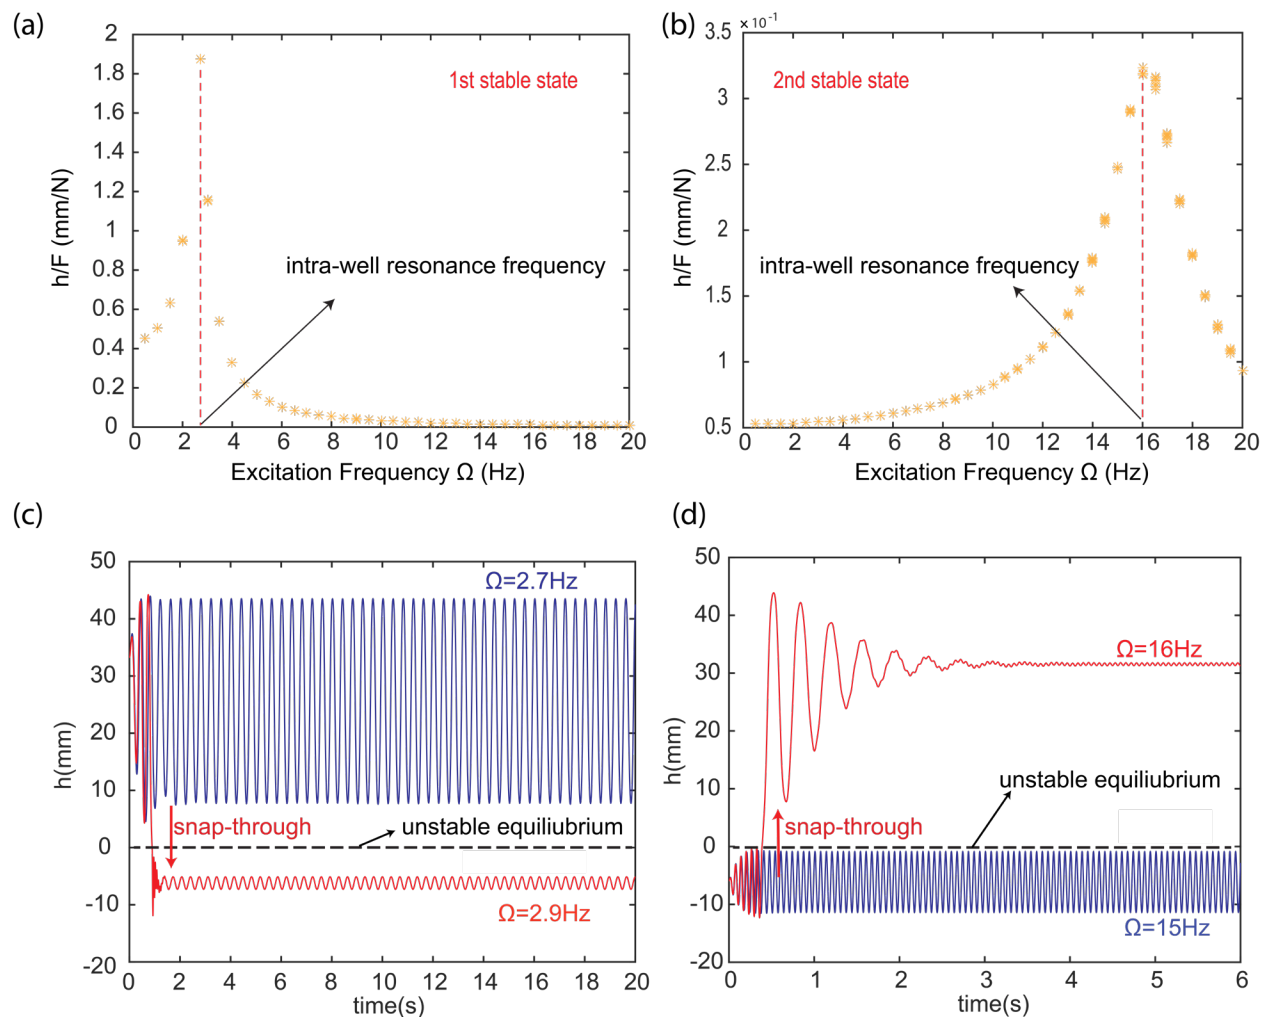 (a)
2
1.8
1.6
1.4
1.2
1
0.8
0.6
0.4
0.2
0
0 2 4 6 8 10 12 14 16 18 20
h/F (mm/N)
Excitation Frequency Ω (Hz)
1st stable state
intra-well resonance frequency
(b)
×10⁻¹
3.5
3
2.5
2
1.5
1
0.5
0 2 4 6 8 10 12 14 16 18 20
h/F (mm/N)
Excitation Frequency Ω (Hz)
2nd stable state
intra-well resonance frequency
(c)
50
40
30
20
10
0
-10
-20
0 2 4 6 8 10 12 14 16 18 20
h(mm)
time(s)
Ω=2.7Hz
snap-through
unstable equiliubrium
Ω=2.9Hz
(d)
50
40
30
20
10
0
-10
-20
0 1 2 3 4 5 6
h(mm)
time(s)
Ω=16Hz
unstable equiliubrium
snap-through
Ω=15Hz